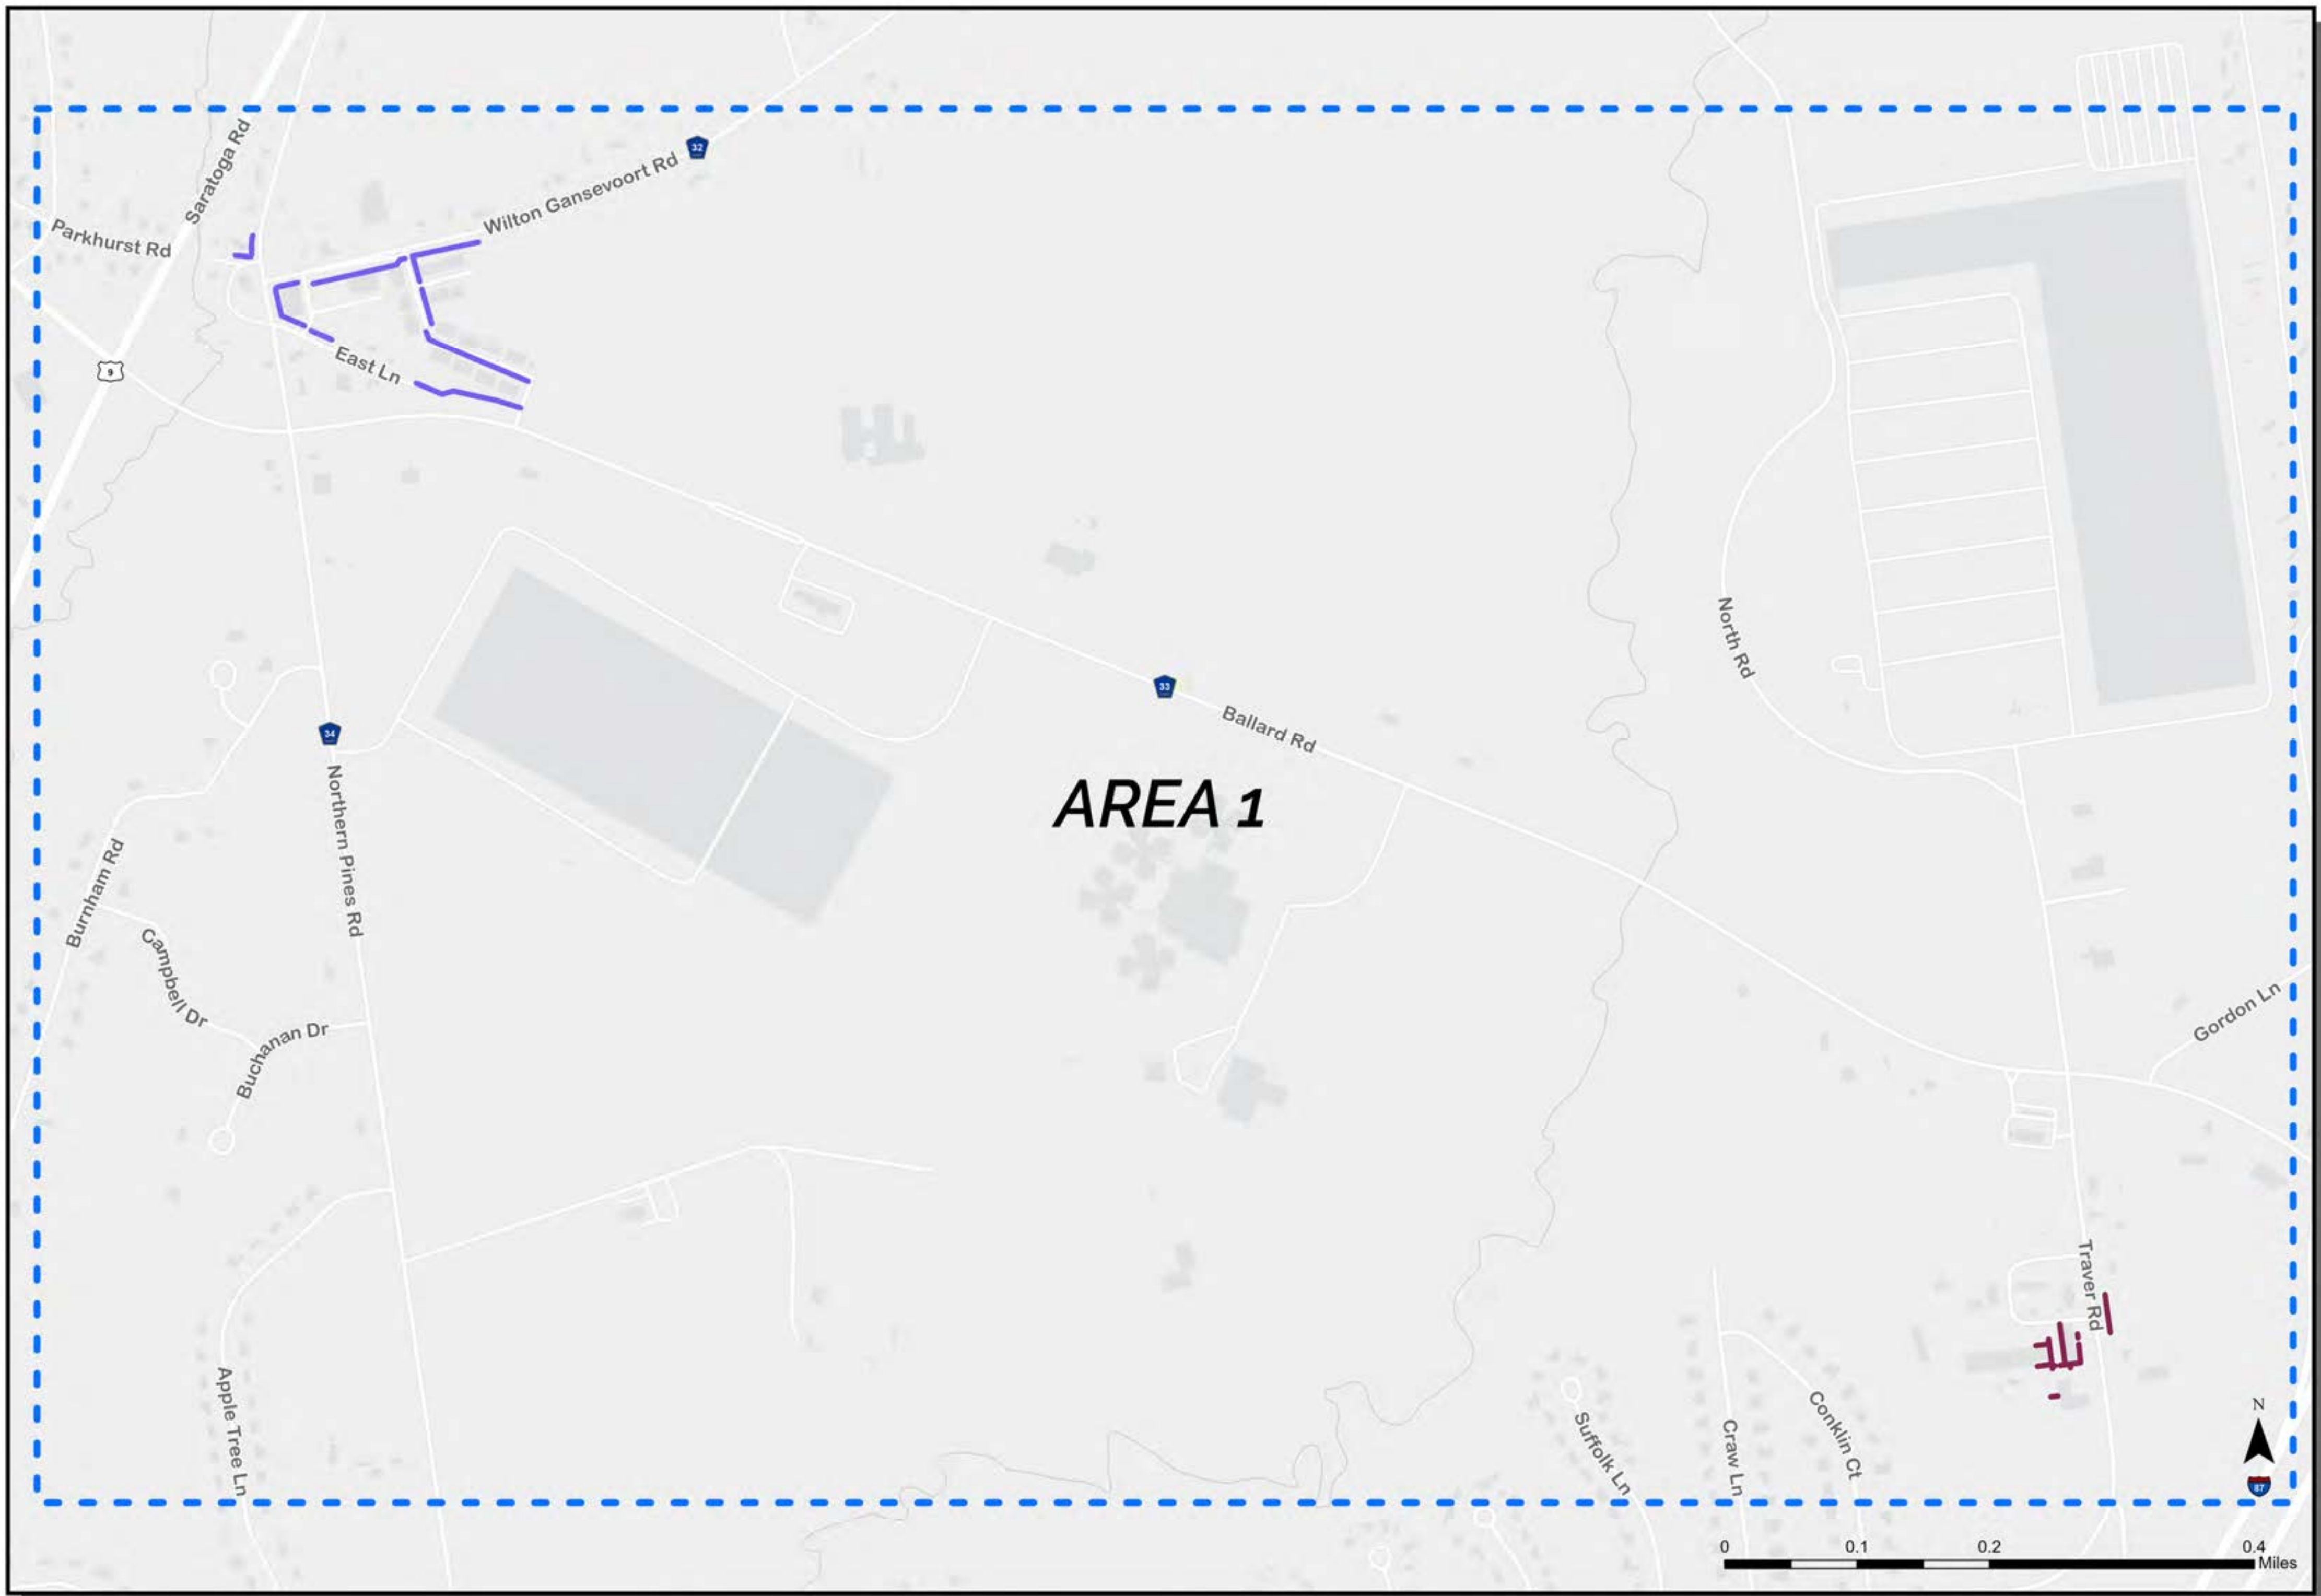 Saratoga Rd
32
Wilton Gansevoort Rd
Parkhurst Rd
East Ln
9
North Rd
33
Ballard Rd
34
Northern Pines Rd
AREA 1
Burnham Rd
Campbell Dr
Buchanan Dr
Gordon Ln
Traver Rd
Apple Tree Ln
Suffolk Ln
Craw Ln
Conklin Ct
N
87
0 0.1 0.2 0.4
Miles